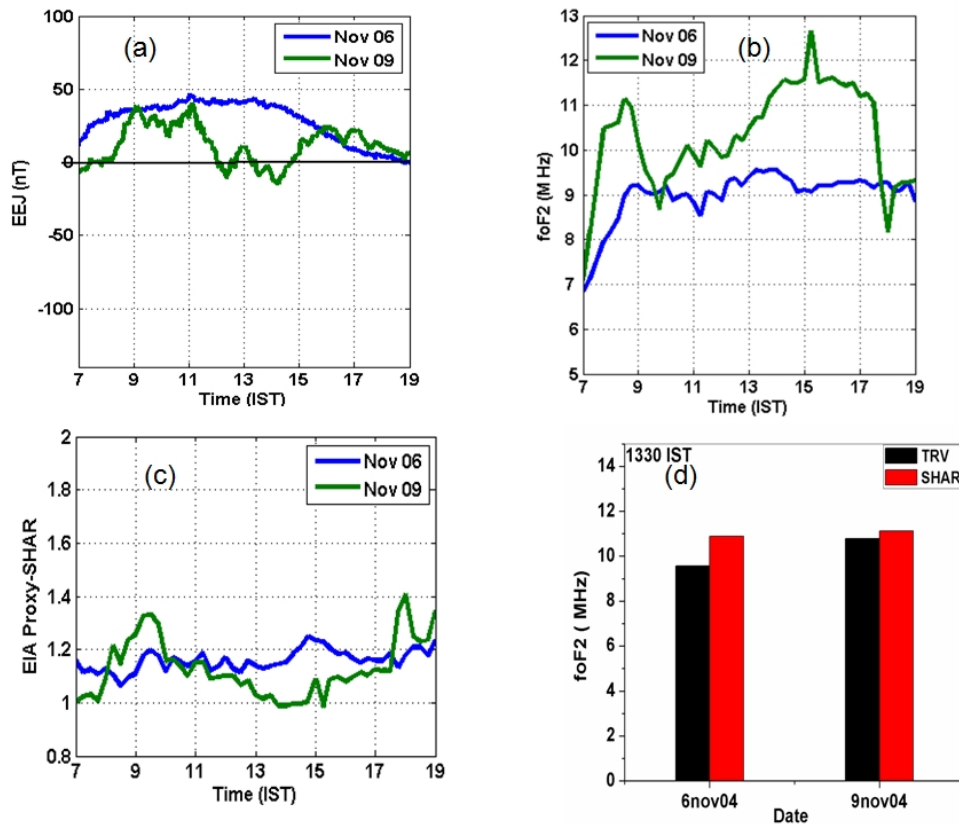 100
50
0
-50
-100
EEJ (nT)
(a)
Nov 06
Nov 09
7 9 11 13 15 17 19
Time (IST)
13
12
11
10
9
8
7
6
5
foF2 (M Hz)
(b)
Nov 06
Nov 09
7 9 11 13 15 17 19
Time (IST)
2
1.8
1.6
1.4
1.2
1
0.8
EIA Proxy-SHAR
(c)
Nov 06
Nov 09
7 9 11 13 15 17 19
Time (IST)
14
12
10
8
6
4
2
0
foF2 ( MHz)
1330 IST
(d)
TRV
SHAR
6nov04 9nov04
Date